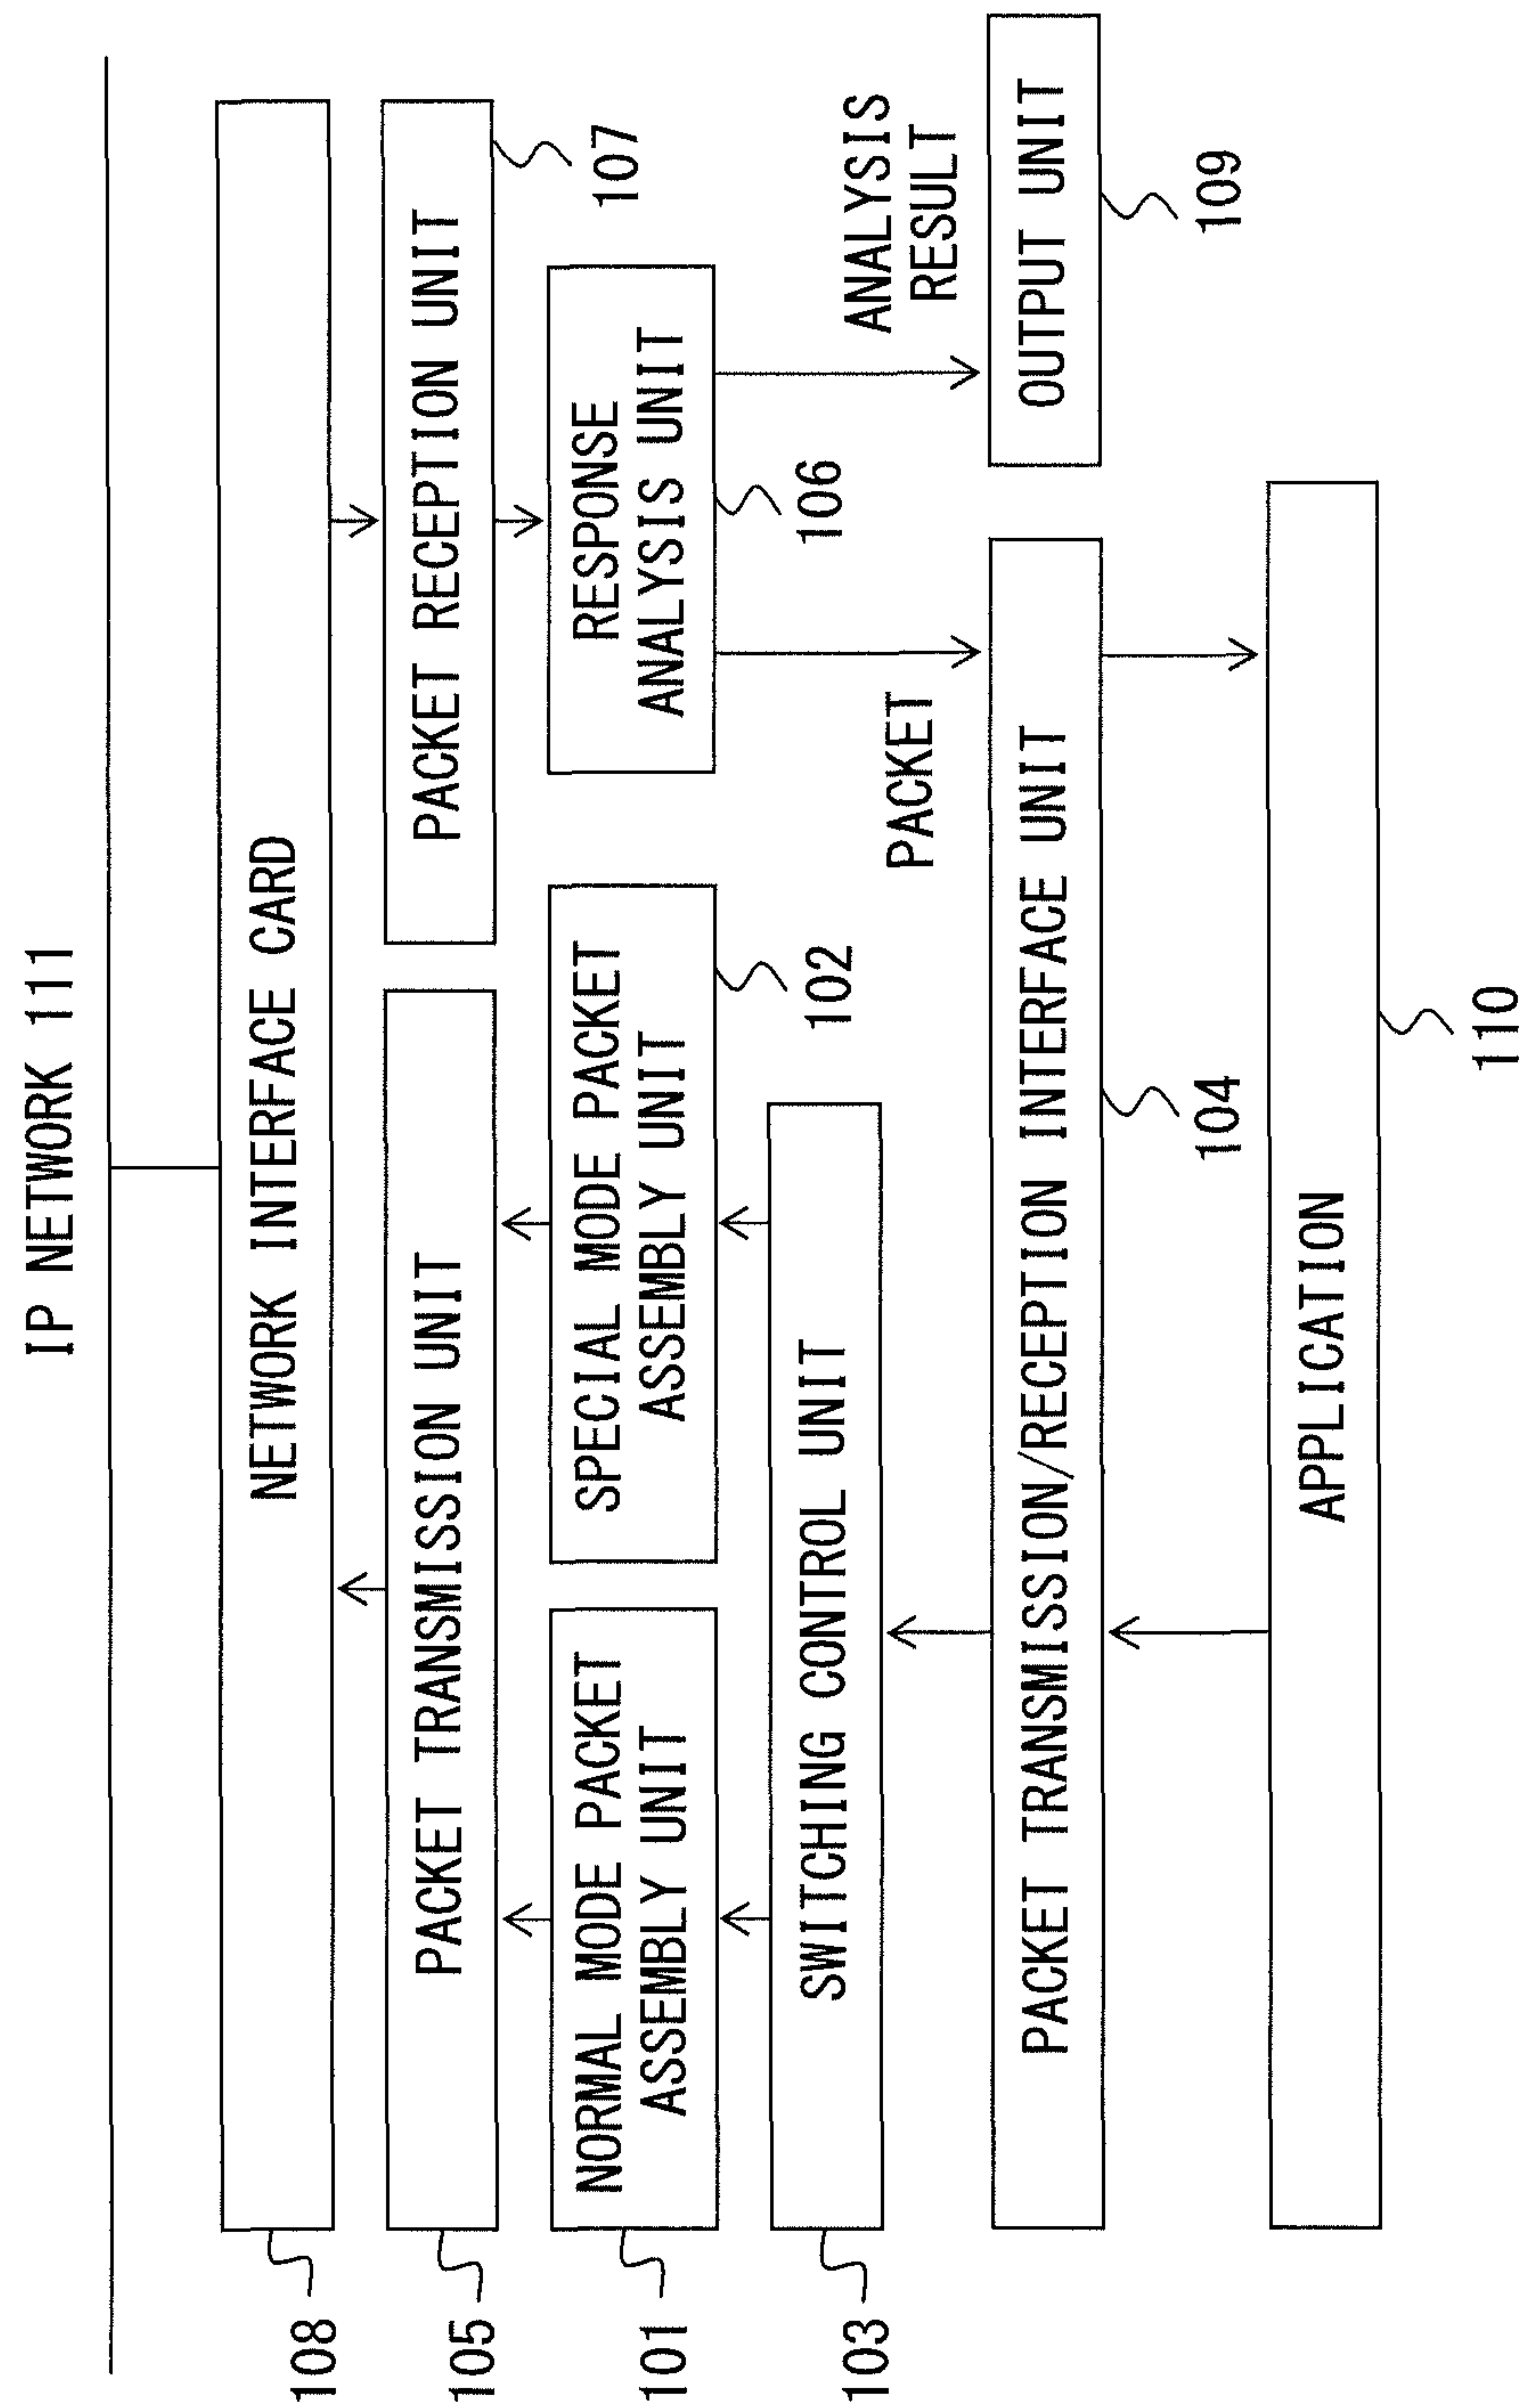 IP NETWORK 111
NETWORK INTERFACE CARD
108
PACKET TRANSMISSION UNIT
105
PACKET RECEPTION UNIT
107
NORMAL MODE PACKET
ASSEMBLY UNIT
101
SPECIAL MODE PACKET
ASSEMBLY UNIT
102
RESPONSE
ANALYSIS UNIT
106
SWITCHING CONTROL UNIT
103
PACKET
ANALYSIS
RESULT
PACKET TRANSMISSION/RECEPTION INTERFACE UNIT
104
OUTPUT UNIT
109
APPLICATION
110